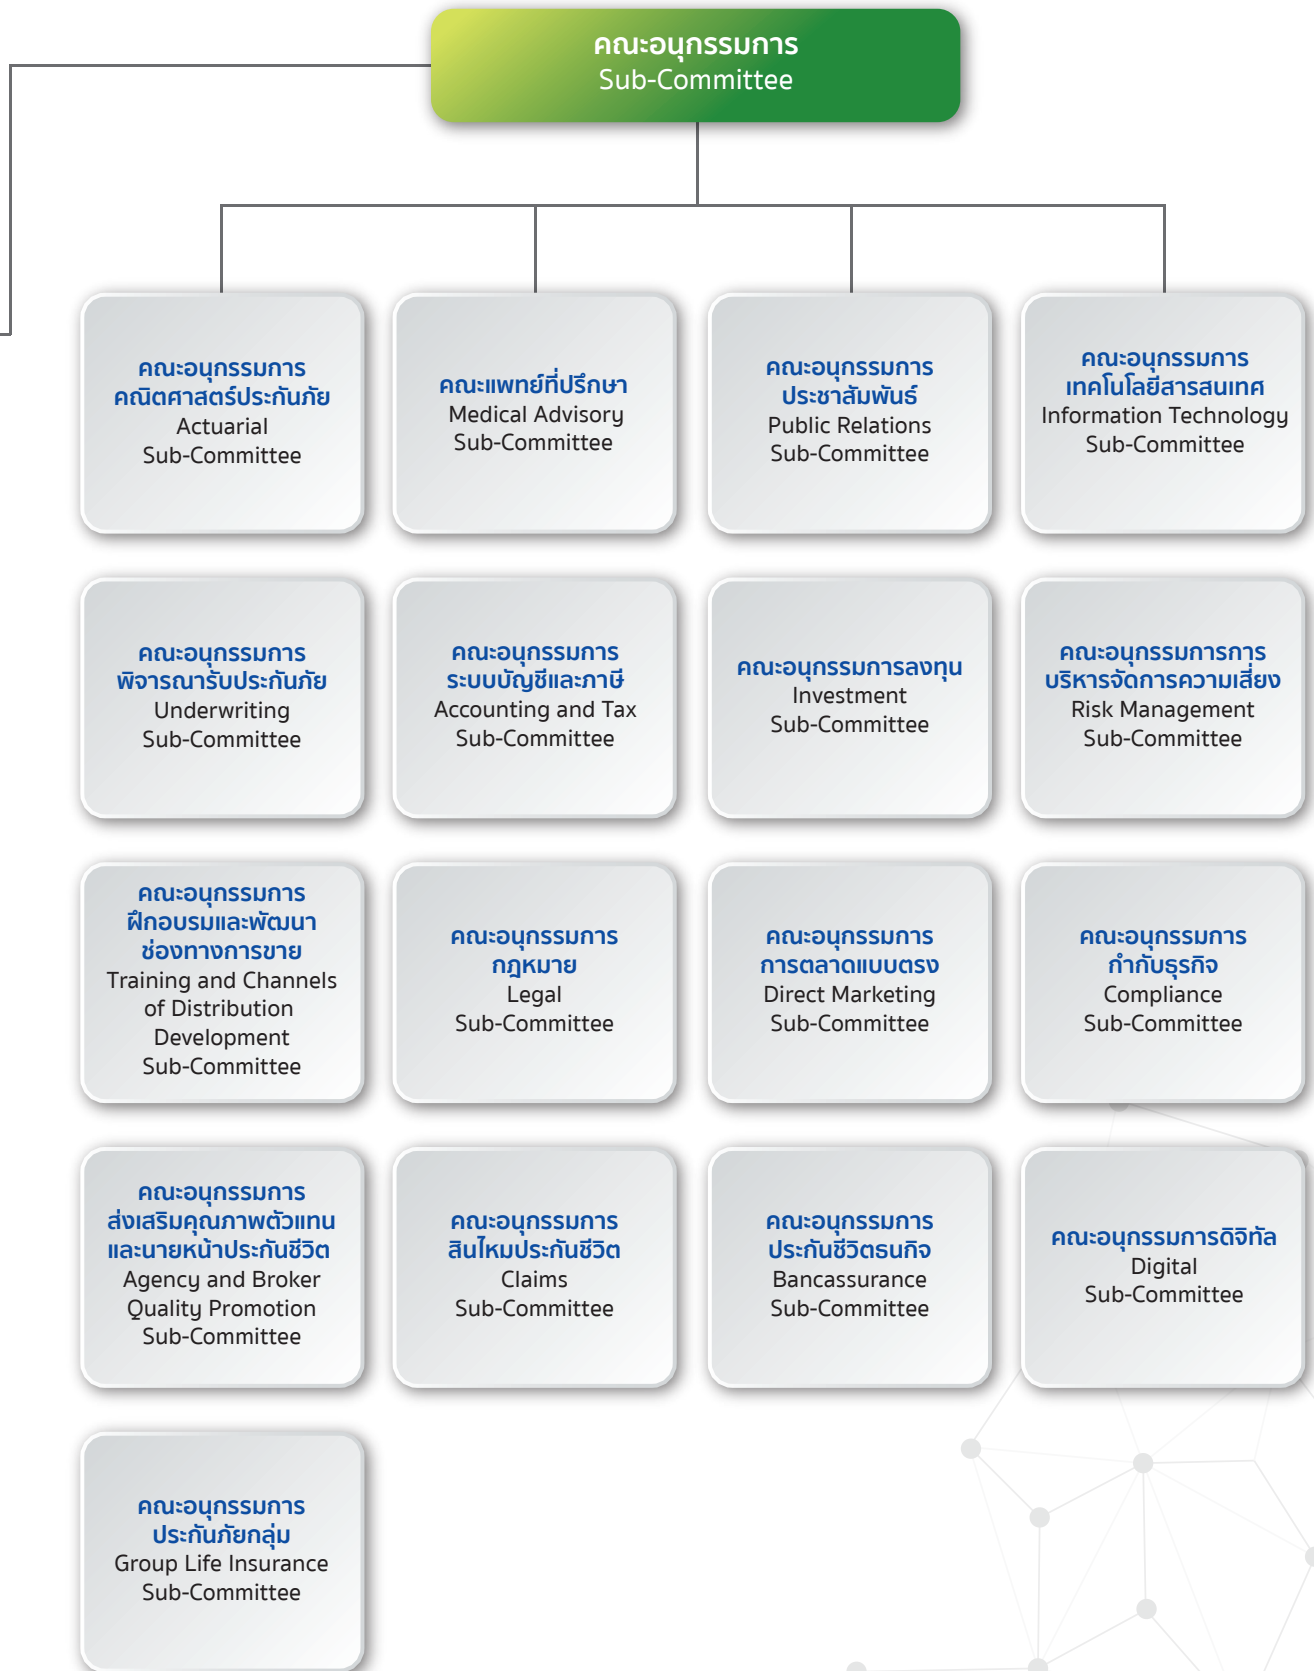 คณะอนุกรรมการ
Sub-Committee
คณะอนุกรรมการ
คณิตศาสตร์ประกันภัย
Actuarial
Sub-Committee
คณะแพทย์ที่ปรึกษา
Medical Advisory
Sub-Committee
คณะอนุกรรมการ
ประชาสัมพันธ์
Public Relations
Sub-Committee
คณะอนุกรรมการ
เทคโนโลยีสารสนเทศ
Information Technology
Sub-Committee
คณะอนุกรรมการ
พิจารณารับประกันภัย
Underwriting
Sub-Committee
คณะอนุกรรมการ
ระบบบัญชีและภาษี
Accounting and Tax
Sub-Committee
คณะอนุกรรมการลงทุน
Investment
Sub-Committee
คณะอนุกรรมการการ
บริหารจัดการความเสี่ยง
Risk Management
Sub-Committee
คณะอนุกรรมการ
ฝึกอบรมและพัฒนา
ช่องทางการขาย
Training and Channels
of Distribution
Development
Sub-Committee
คณะอนุกรรมการ
กฎหมาย
Legal
Sub-Committee
คณะอนุกรรมการ
การตลาดแบบตรง
Direct Marketing
Sub-Committee
คณะอนุกรรมการ
กำกับธุรกิจ
Compliance
Sub-Committee
คณะอนุกรรมการ
ส่งเสริมคุณภาพตัวแทน
และนายหน้าประกันชีวิต
Agency and Broker
Quality Promotion
Sub-Committee
คณะอนุกรรมการ
สินไหมประกันชีวิต
Claims
Sub-Committee
คณะอนุกรรมการ
ประกันชีวิตธนกิจ
Bancassurance
Sub-Committee
คณะอนุกรรมการดิจิทัล
Digital
Sub-Committee
คณะอนุกรรมการ
ประกันภัยกลุ่ม
Group Life Insurance
Sub-Committee